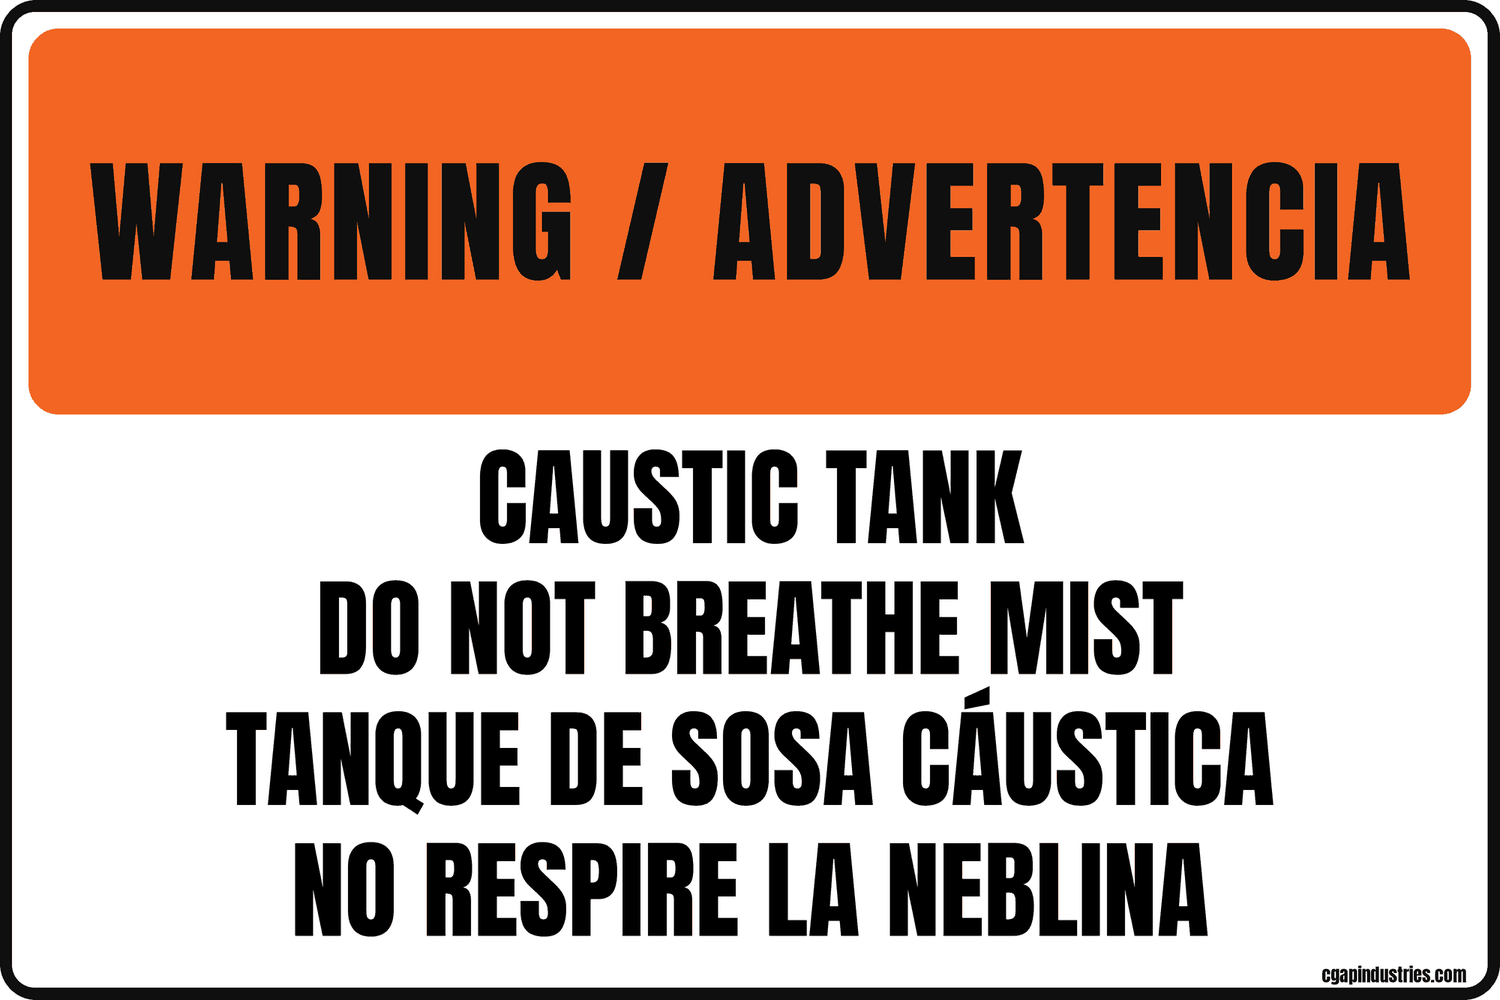 WARNING / ADVERTENCIA
CAUSTIC TANK
DO NOT BREATHE MIST
TANQUE DE SOSA CÁUSTICA
NO RESPIRE LA NEBLINA
cgapindustries.com